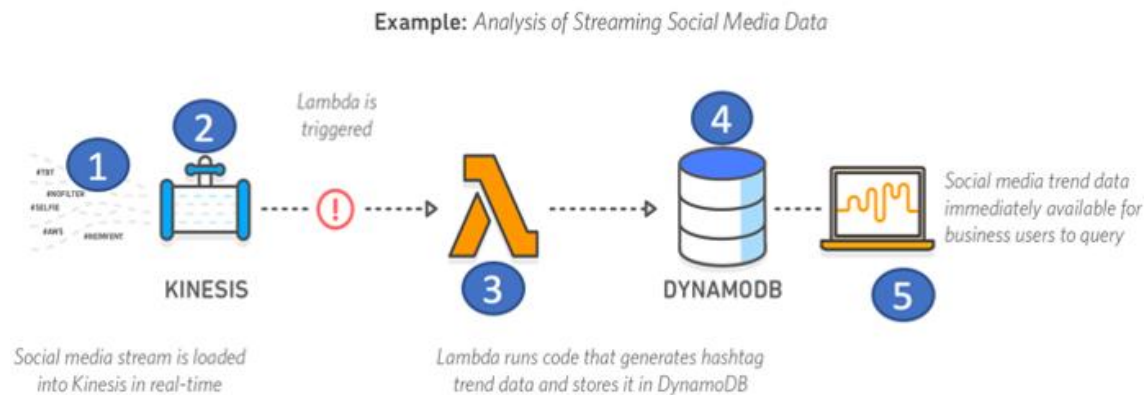 Example: Analysis of Streaming Social Media Data
Lambda is
triggered
1
2
3
4
5
#TBT
#NOFILTER
#SELFIE
#AWS
#REINVENT
!
KINESIS
DYNAMODB
Social media trend data
immediately available for
business users to query
Social media stream is loaded
into Kinesis in real-time
Lambda runs code that generates hashtag
trend data and stores it in DynamoDB